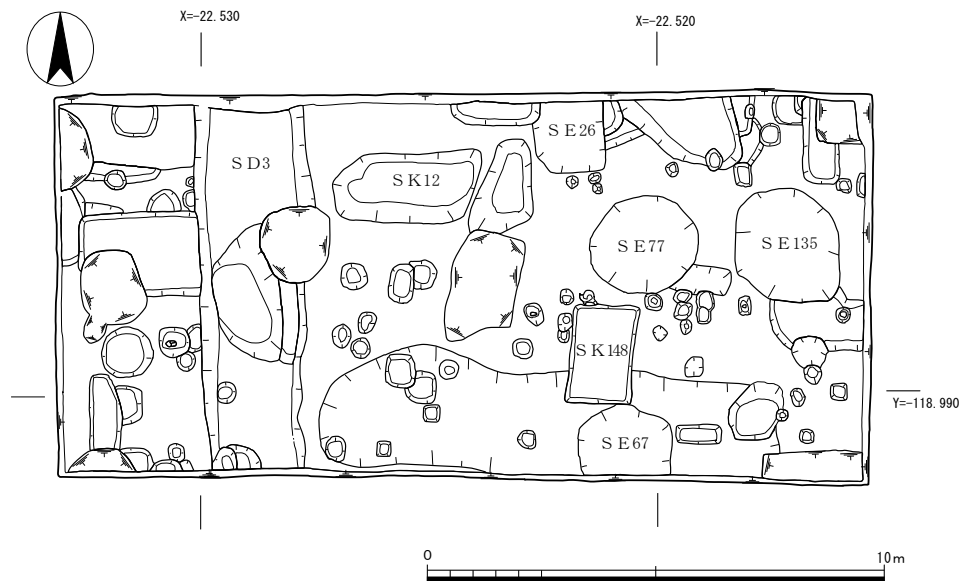 X=-22.530
X=-22.520
SE26
SD3
SK12
SE77
SE135
SK148
Y=-118.990
SE67
0
10m